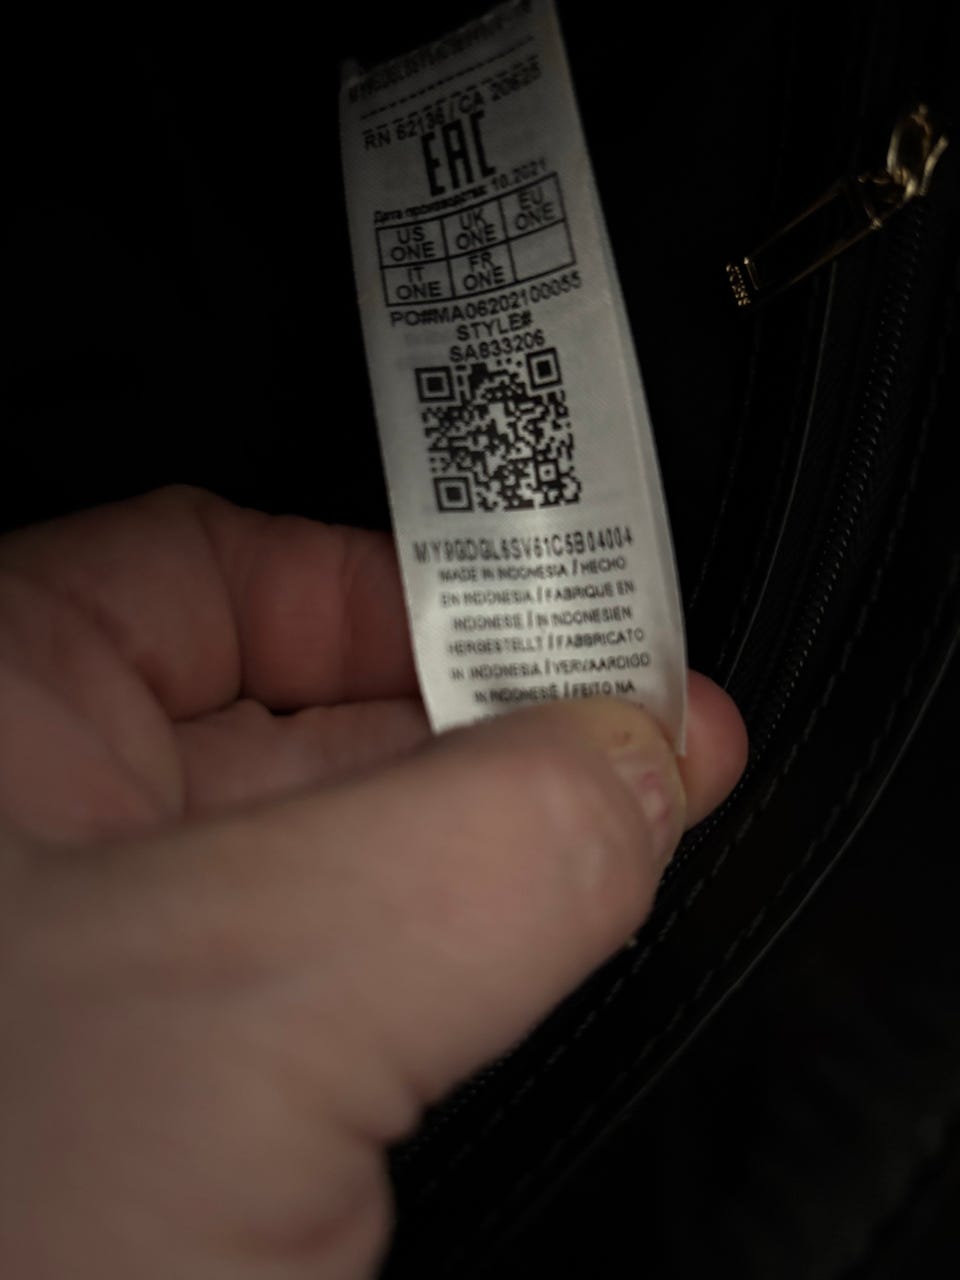 RN 62136 / CA 20625
EAC
Дата производства: 10.2021
US ONE UK ONE EU ONE
IT ONE FR ONE
PO#MA06202100055
STYLE#
SA833206
MY9GDGL6SV61C5B04004
MADE IN INDONESIA / HECHO
EN INDONESIA / FABRIQUE EN
INDONESIE / IN INDONESIEN
HERGESTELLT / FABBRICATO
IN INDONESIA / VERVAARDIGD
IN INDONESIË / FEITO NA